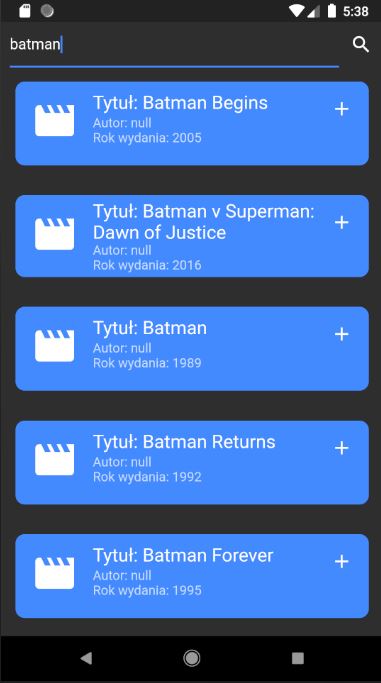 5:38
batman
Tytuł: Batman Begins
Autor: null
Rok wydania: 2005
Tytuł: Batman v Superman:
Dawn of Justice
Autor: null
Rok wydania: 2016
Tytuł: Batman
Autor: null
Rok wydania: 1989
Tytuł: Batman Returns
Autor: null
Rok wydania: 1992
Tytuł: Batman Forever
Autor: null
Rok wydania: 1995